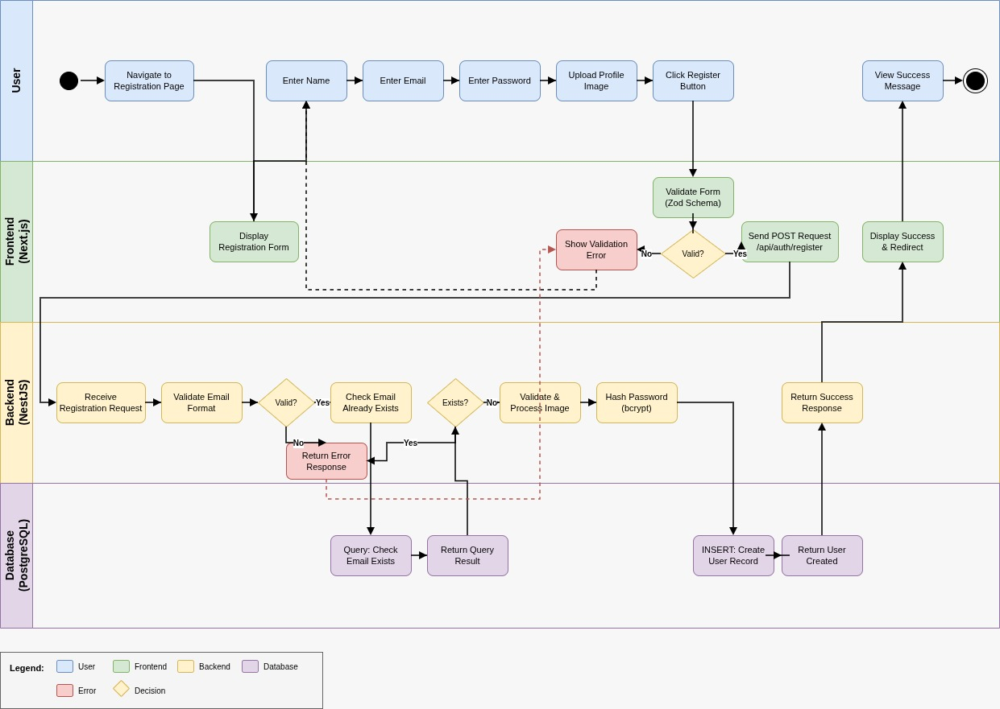 User
Navigate to
Registration Page
Enter Name
Enter Email
Enter Password
Upload Profile
Image
Click Register
Button
View Success
Message
Frontend
(Next.js)
Display
Registration Form
Validate Form
(Zod Schema)
Show Validation
Error
No
Valid?
Yes
Send POST Request
/api/auth/register
Display Success
& Redirect
Backend
(NestJS)
Receive
Registration Request
Validate Email
Format
Valid?
Yes
Check Email
Already Exists
Exists?
No
Validate &
Process Image
Hash Password
(bcrypt)
Return Success
Response
No
Yes
Return Error
Response
Database
(PostgreSQL)
Query: Check
Email Exists
Return Query
Result
INSERT: Create
User Record
Return User
Created
Legend:
User
Frontend
Backend
Database
Error
Decision